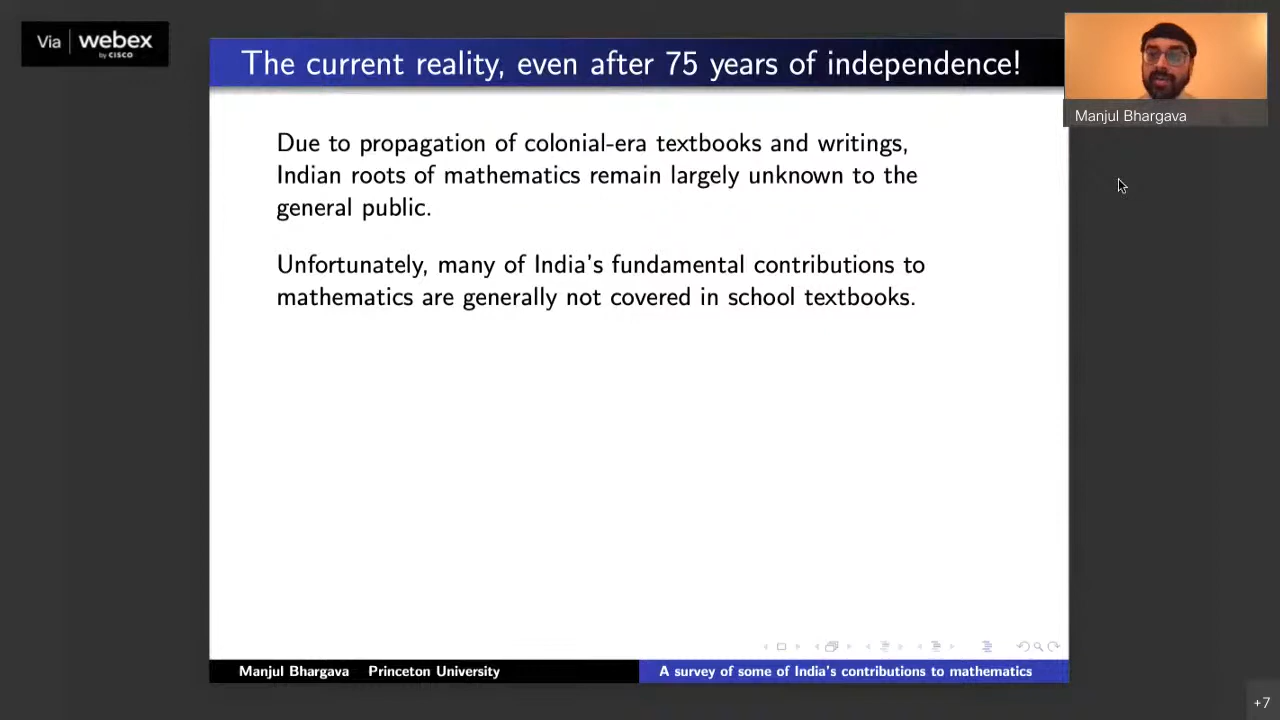 Via webex
by CISCO
The current reality, even after 75 years of independence!
Manjul Bhargava
Due to propagation of colonial-era textbooks and writings,
Indian roots of mathematics remain largely unknown to the
general public.
Unfortunately, many of India's fundamental contributions to
mathematics are generally not covered in school textbooks.
Manjul Bhargava Princeton University
A survey of some of India's contributions to mathematics
+7